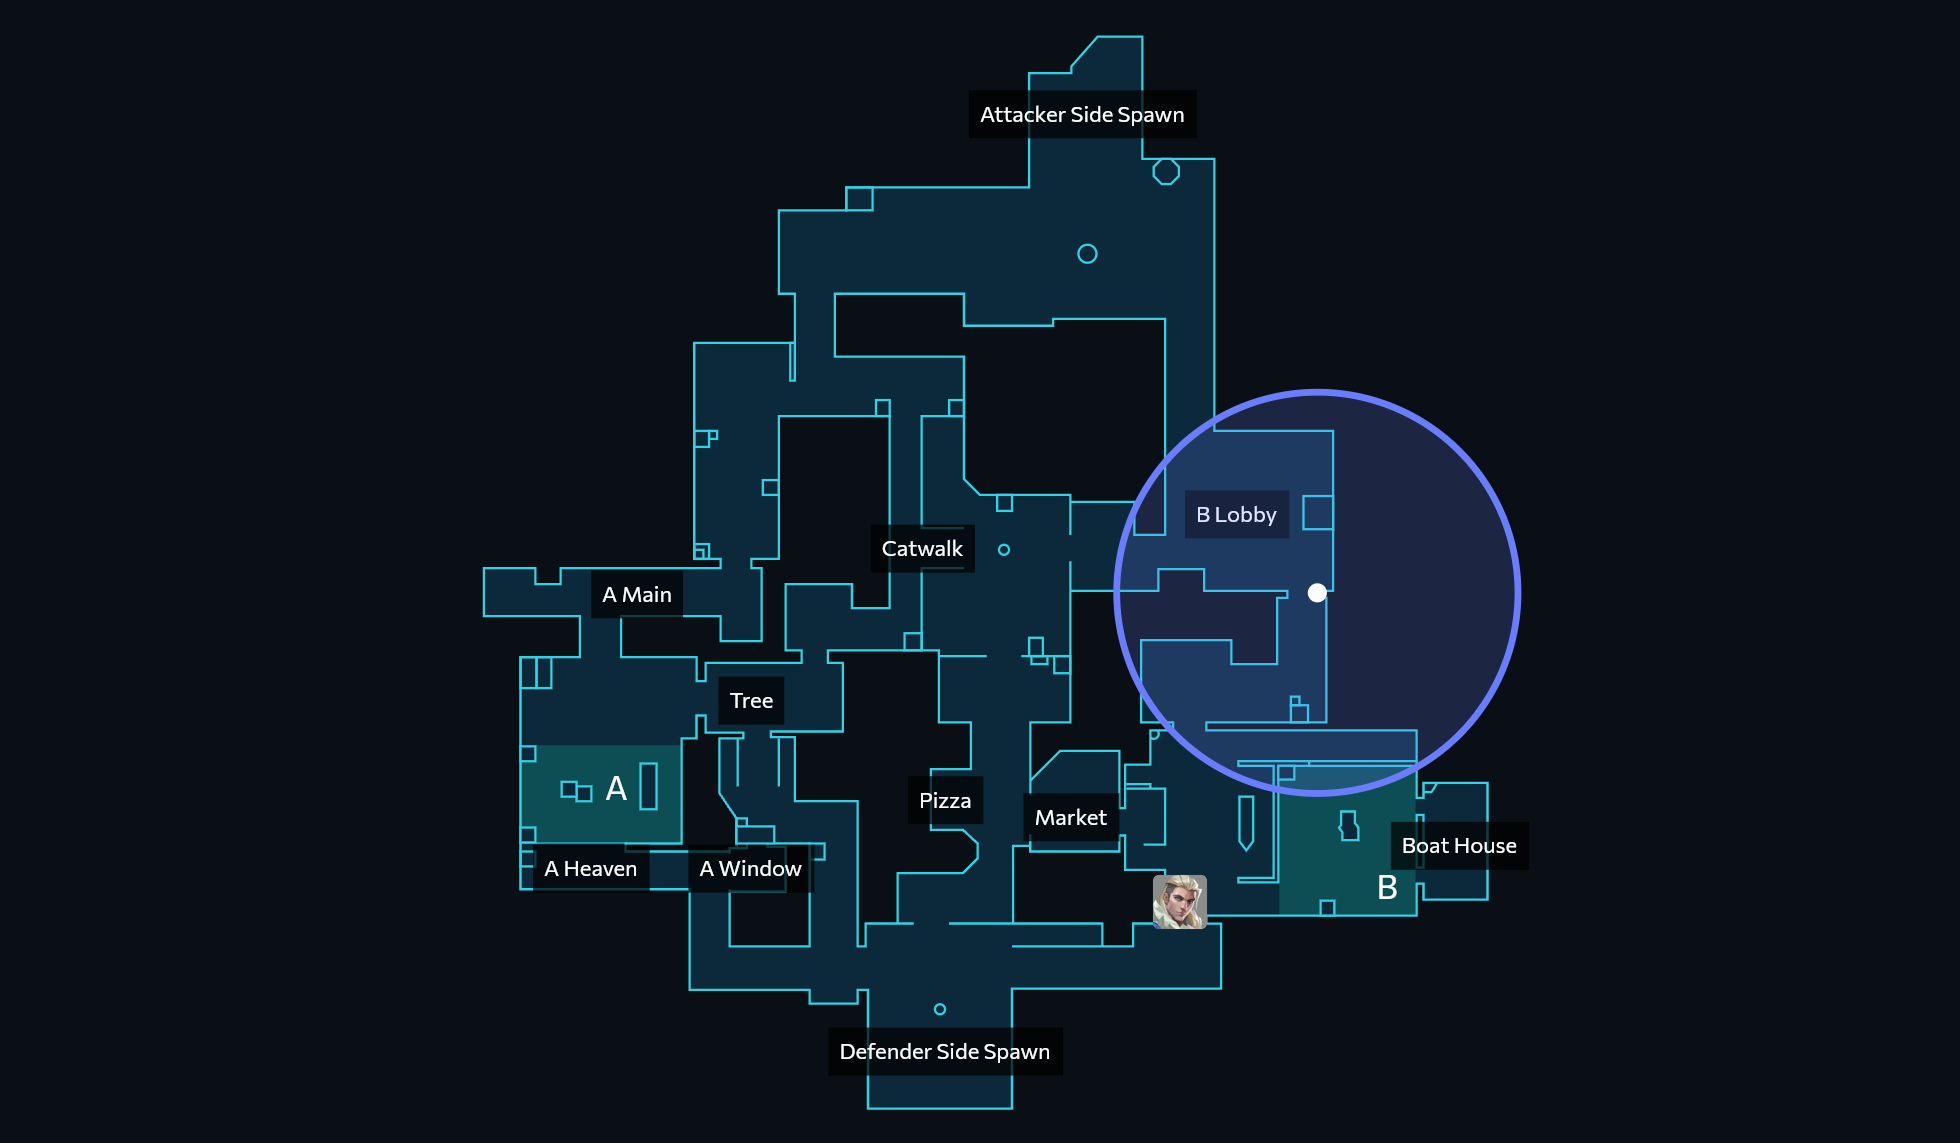 Attacker Side Spawn
B Lobby
Catwalk
A Main
Tree
A
Pizza
Market
Boat House
A Heaven
A Window
B
Defender Side Spawn